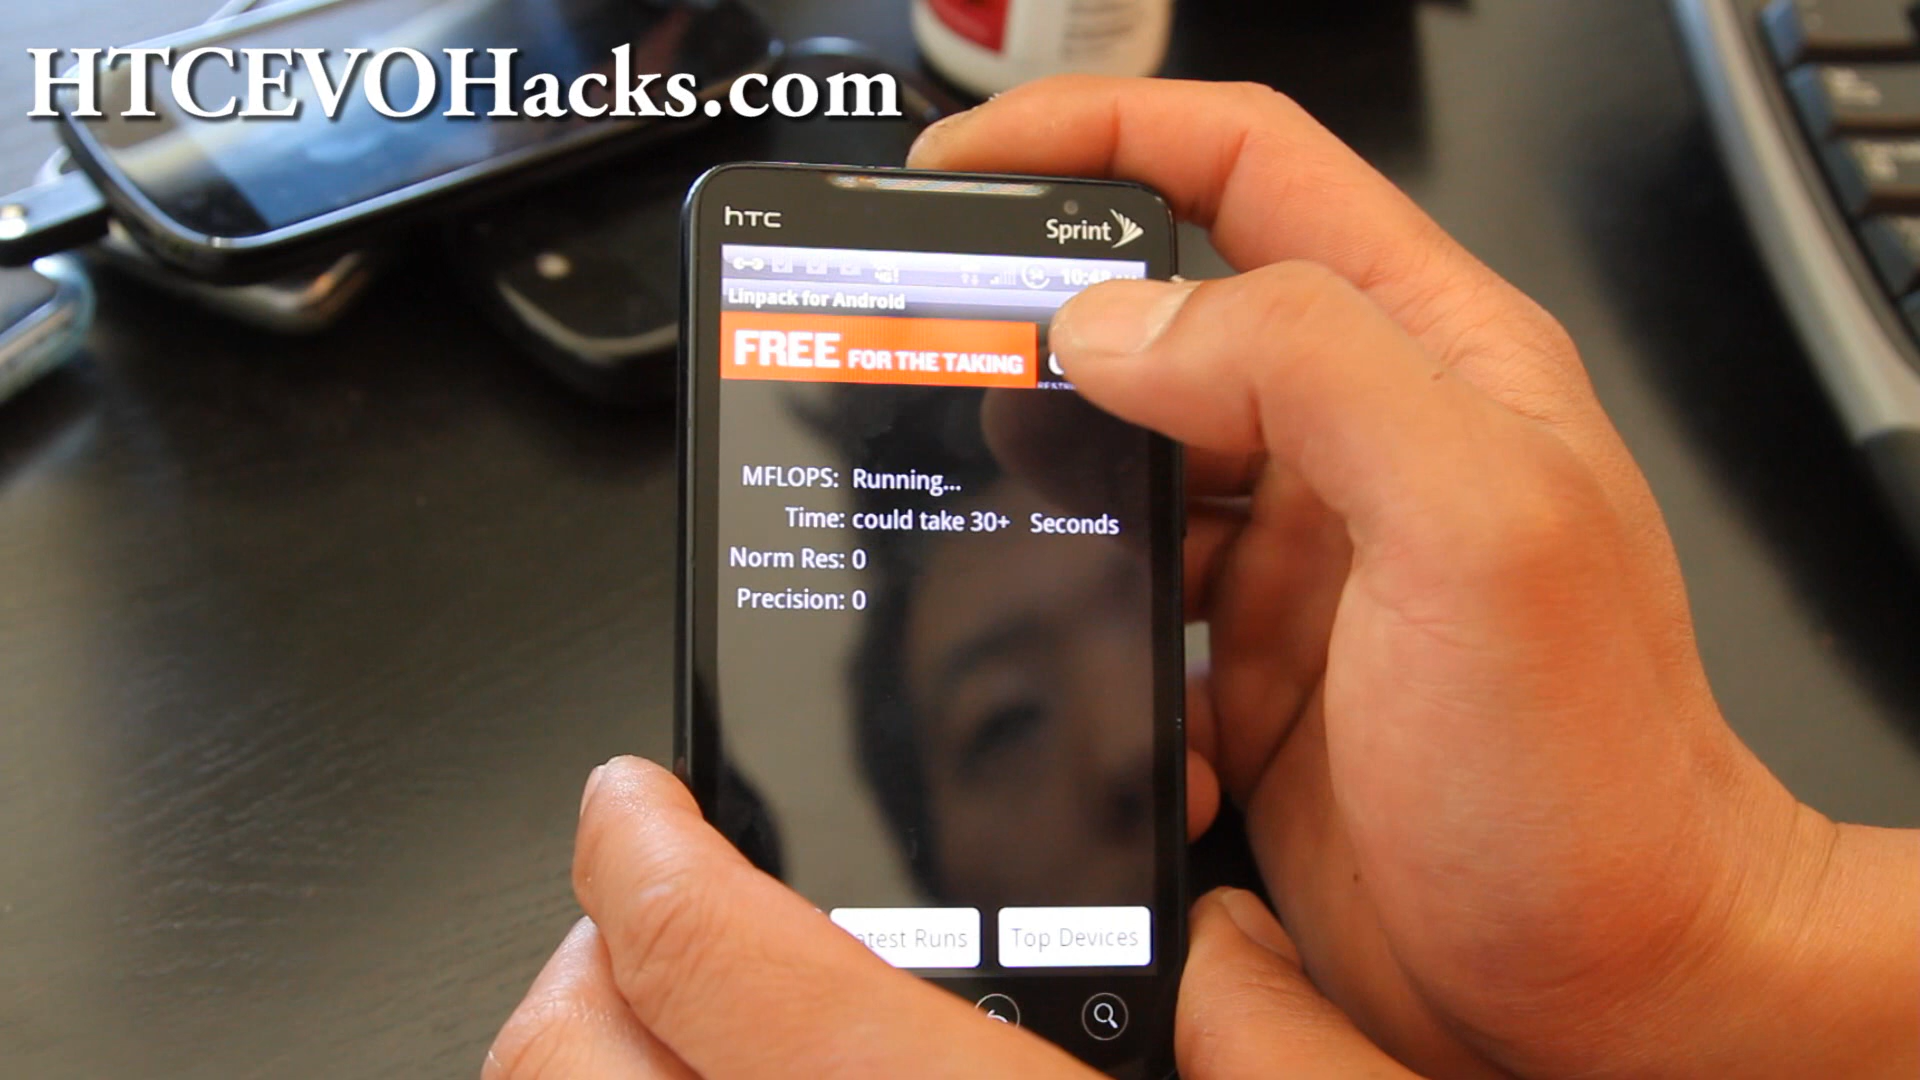 HTCEVOHacks.com
hTC
Sprint
Linpack for Android
FREE FOR THE TAKING
MFLOPS: Running...
Time: could take 30+ Seconds
Norm Res: 0
Precision: 0
Runs
Top Devices